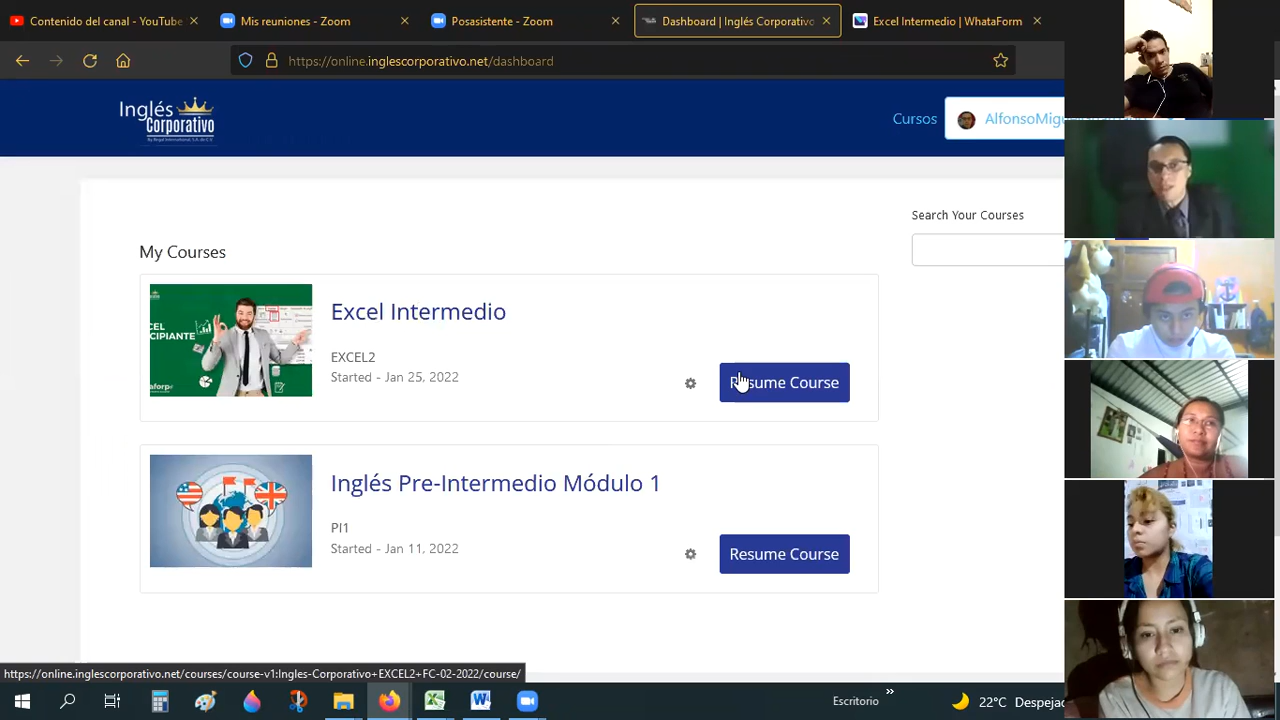 Contenido del canal - YouTube
Mis reuniones - Zoom
Posasistente - Zoom
Dashboard | Inglés Corporativo
Excel Intermedio | WhataForm
https://online.inglescorporativo.net/dashboard
Inglés
Corporativo
Cursos
AlfonsoMigu
Search Your Courses
My Courses
CEL
CIPIANTE
Excel Intermedio
EXCEL2
Started - Jan 25, 2022
Resume Course
Inglés Pre-Intermedio Módulo 1
PI1
Started - Jan 11, 2022
Resume Course
https://online.inglescorporativo.net/courses/course-v1:Ingles-Corporativo+EXCEL2+FC-02-2022/course/
Escritorio
22°C Despejad